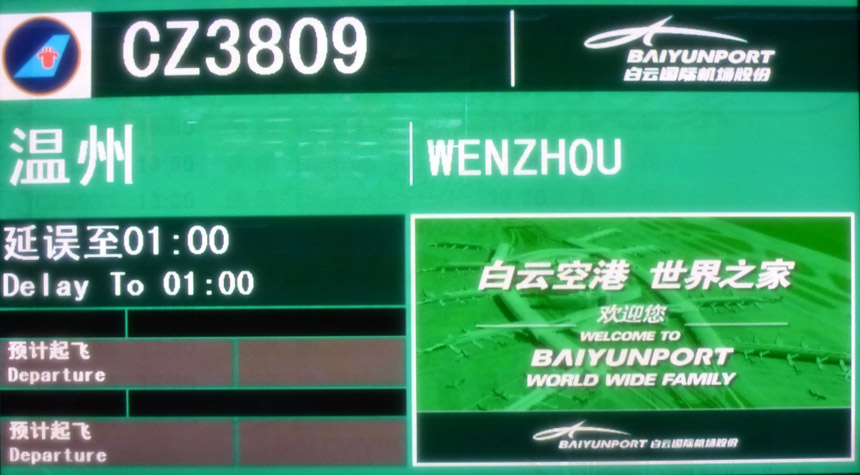 CZ3809
BAIYUNPORT
白云国际机场股份
温州
WENZHOU
延误至01:00
Delay To 01:00
预计起飞
Departure
预计起飞
Departure
白云空港 世界之家
欢迎您
WELCOME TO
BAIYUNPORT
WORLD WIDE FAMILY
BAIYUNPORT 白云国际机场股份